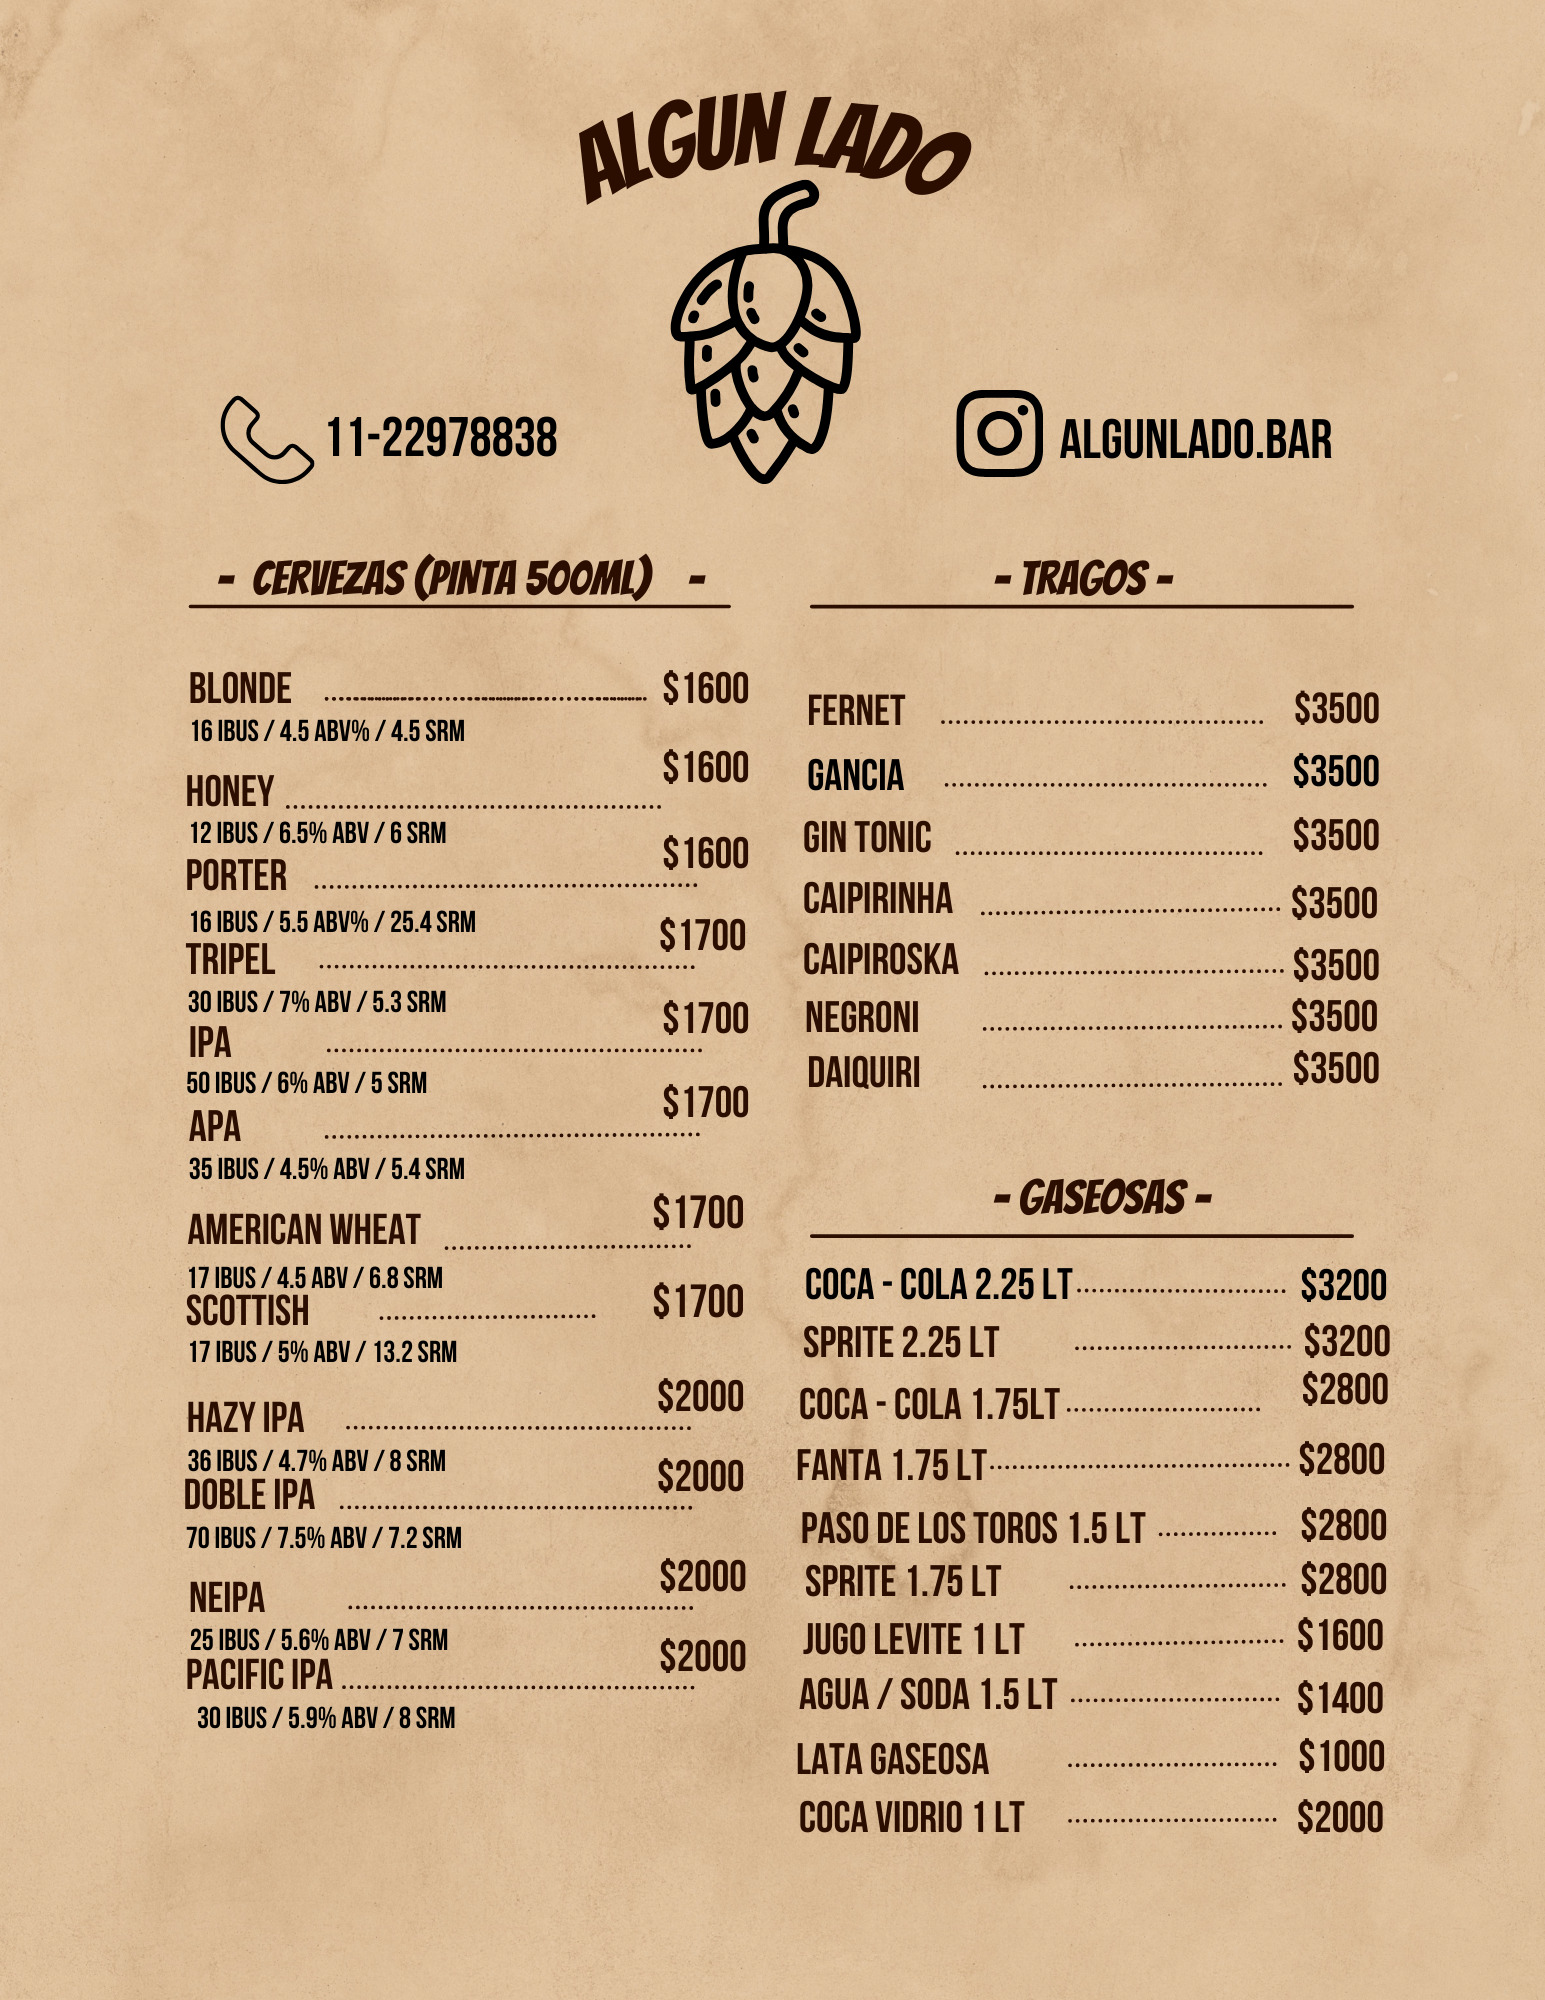 ALGUN LADO
11-22978838
ALGUNLADO.BAR
- CERVEZAS (PINTA 500ML) -
BLONDE ........ $1600
16 IBUS / 4.5 ABV% / 4.5 SRM
HONEY ........ $1600
12 IBUS / 6.5% ABV / 6 SRM
PORTER ........ $1600
16 IBUS / 5.5 ABV% / 25.4 SRM
TRIPEL ........ $1700
30 IBUS / 7% ABV / 5.3 SRM
IPA ........ $1700
50 IBUS / 6% ABV / 5 SRM
APA ........ $1700
35 IBUS / 4.5% ABV / 5.4 SRM
AMERICAN WHEAT ........ $1700
17 IBUS / 4.5 ABV / 6.8 SRM
SCOTTISH ........ $1700
17 IBUS / 5% ABV / 13.2 SRM
HAZY IPA ........ $2000
36 IBUS / 4.7% ABV / 8 SRM
DOBLE IPA ........ $2000
70 IBUS / 7.5% ABV / 7.2 SRM
NEIPA ........ $2000
25 IBUS / 5.6% ABV / 7 SRM
PACIFIC IPA ........ $2000
30 IBUS / 5.9% ABV / 8 SRM
- TRAGOS -
FERNET ........ $3500
GANCIA ........ $3500
GIN TONIC ........ $3500
CAIPIRINHA ........ $3500
CAIPIROSKA ........ $3500
NEGRONI ........ $3500
DAIQUIRI ........ $3500
- GASEOSAS -
COCA - COLA 2.25 LT ........ $3200
SPRITE 2.25 LT ........ $3200
COCA - COLA 1.75LT ........ $2800
FANTA 1.75 LT ........ $2800
PASO DE LOS TOROS 1.5 LT ........ $2800
SPRITE 1.75 LT ........ $2800
JUGO LEVITE 1 LT ........ $1600
AGUA / SODA 1.5 LT ........ $1400
LATA GASEOSA ........ $1000
COCA VIDRIO 1 LT ........ $2000